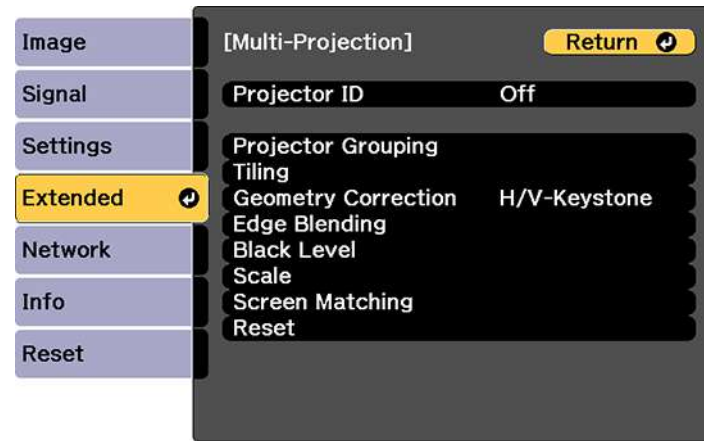 Image
Signal
Settings
Extended
Network
Info
Reset
[Multi-Projection] Return
Projector ID Off
Projector Grouping
Tiling
Geometry Correction H/V-Keystone
Edge Blending
Black Level
Scale
Screen Matching
Reset